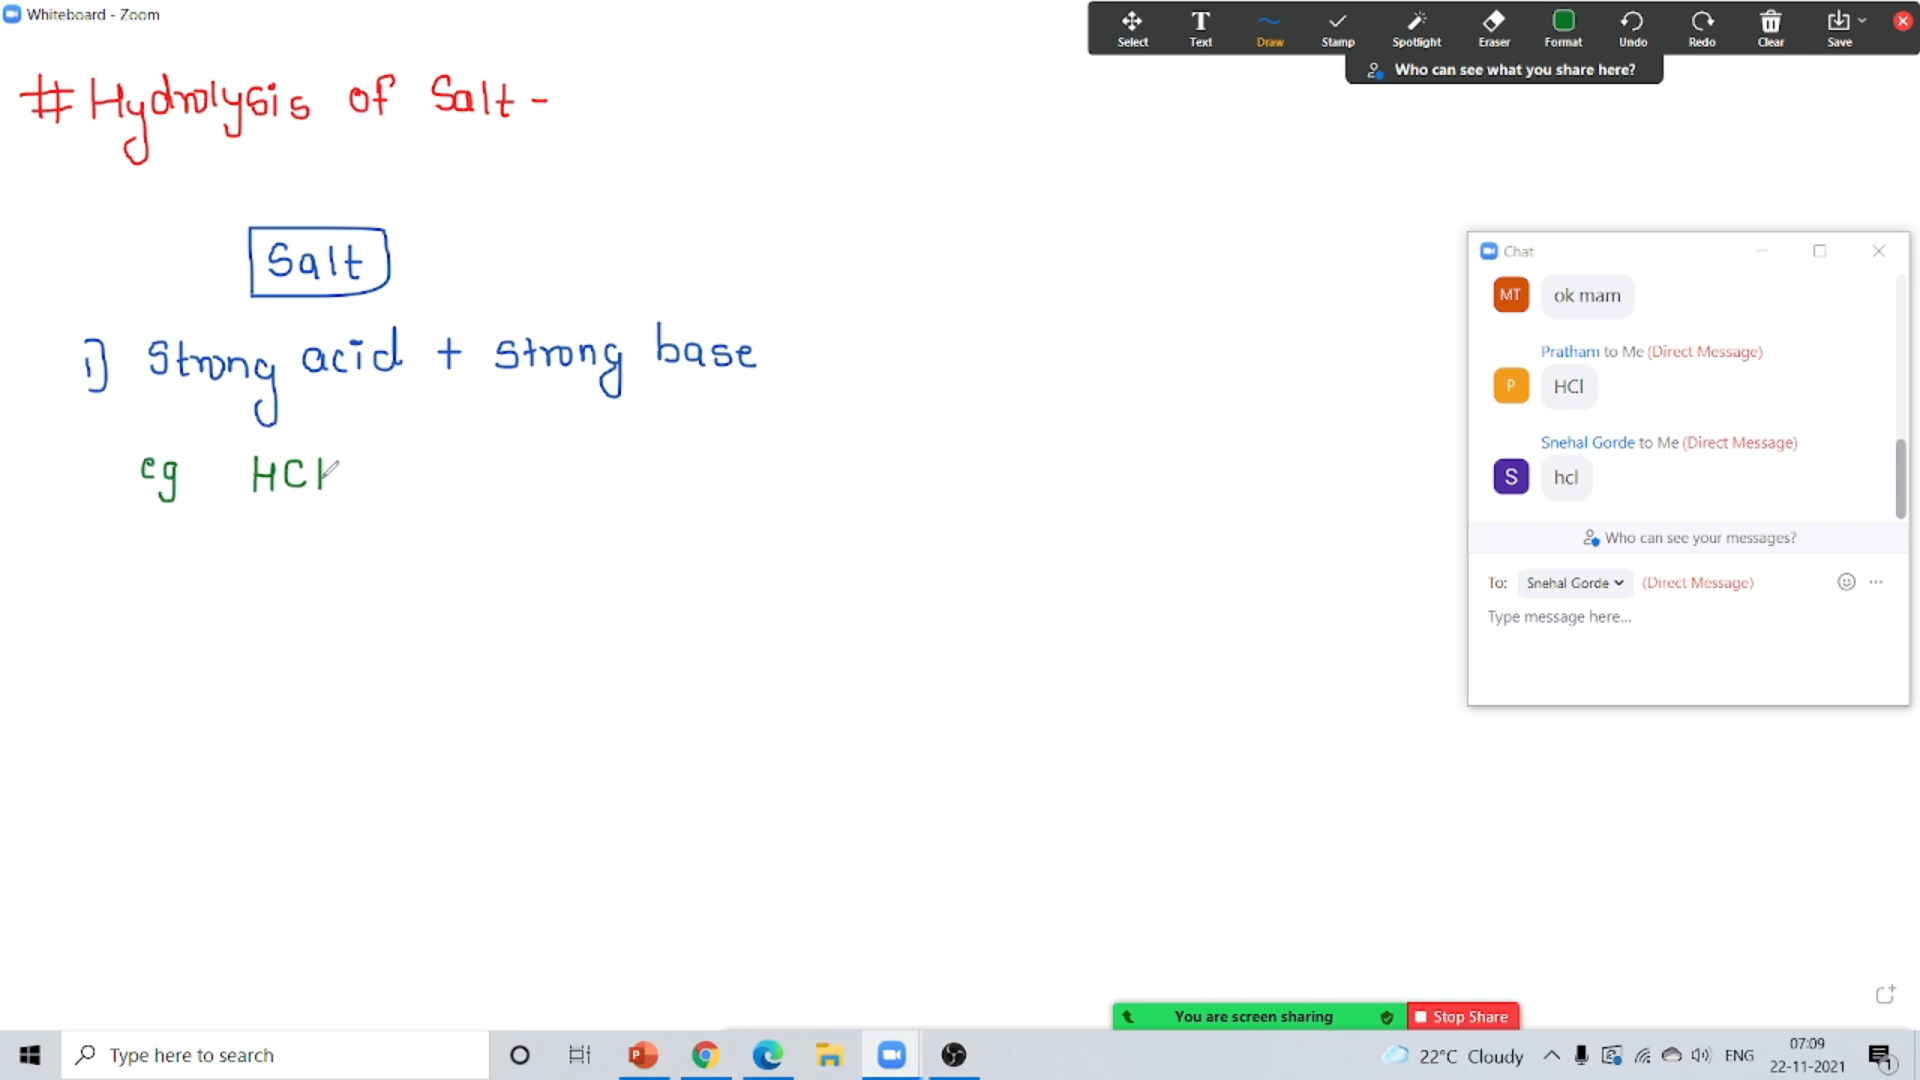 Whiteboard - Zoom
Select Text Draw Stamp Spotlight Eraser Format Undo Redo Clear Save
Who can see what you share here?
# Hydrolysis of Salt -
Salt
1) Strong acid + strong base
eg HCl
Chat
MT ok mam
Pratham to Me (Direct Message)
P HCl
Snehal Gorde to Me (Direct Message)
S hcl
Who can see your messages?
To: Snehal Gorde (Direct Message)
Type message here...
You are screen sharing Stop Share
Type here to search
22°C Cloudy ENG 07:09
22-11-2021
1